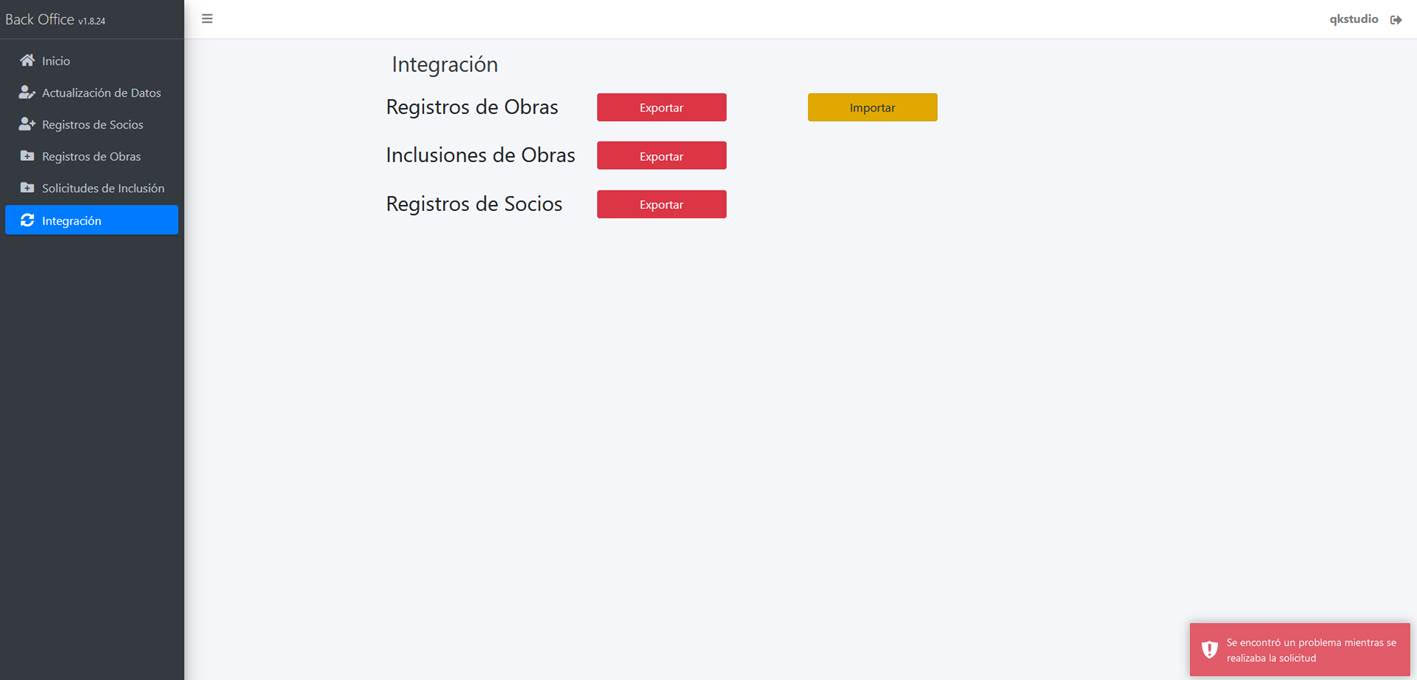 Back Office v1.8.24
qkstudio
Inicio
Actualización de Datos
Registros de Socios
Registros de Obras
Solicitudes de Inclusión
Integración
Integración
Registros de Obras Exportar Importar
Inclusiones de Obras Exportar
Registros de Socios Exportar
Se encontró un problema mientras se
realizaba la solicitud